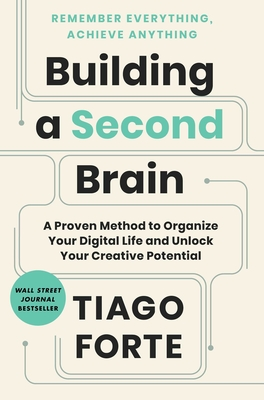 REMEMBER EVERYTHING,
ACHIEVE ANYTHING
Building
a Second
Brain
A Proven Method to Organize
Your Digital Life and Unlock
Your Creative Potential
WALL STREET
JOURNAL
BESTSELLER
TIAGO
FORTE